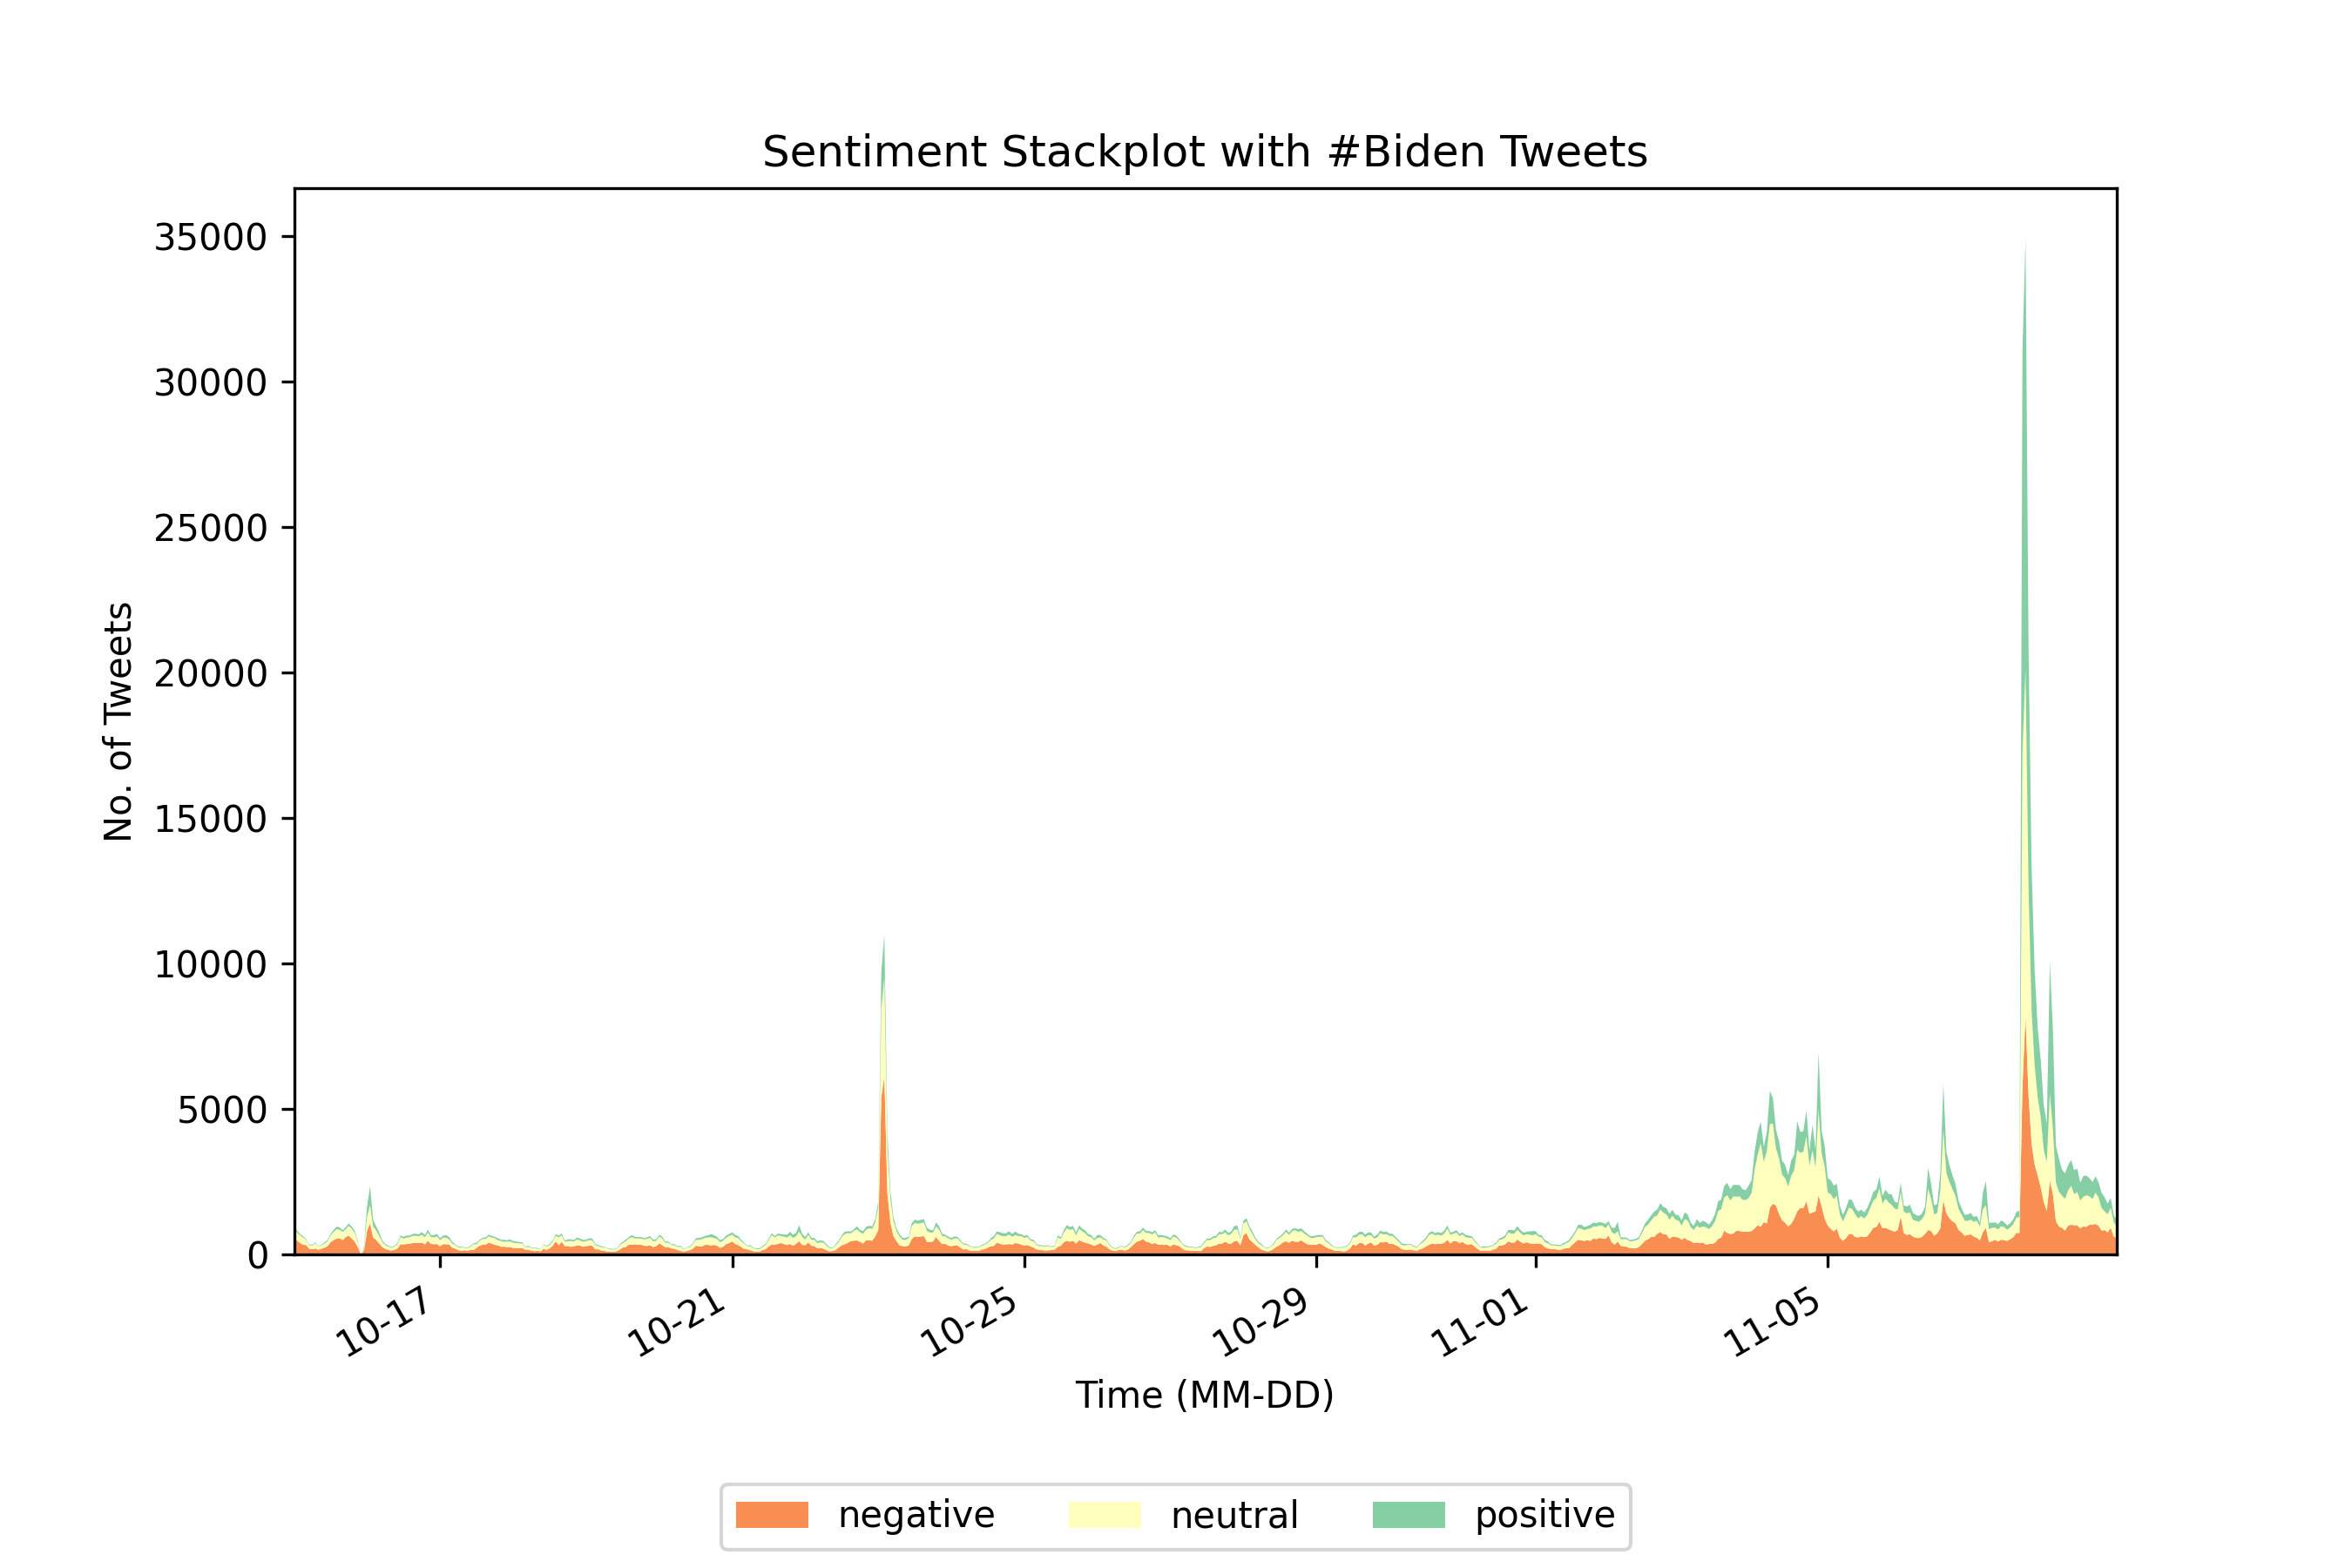 Sentiment Stackplot with #Biden Tweets
35000
30000
25000
20000
15000
10000
5000
0
No. of Tweets
10-17
10-21
10-25
10-29
11-01
11-05
Time (MM-DD)
negative
neutral
positive